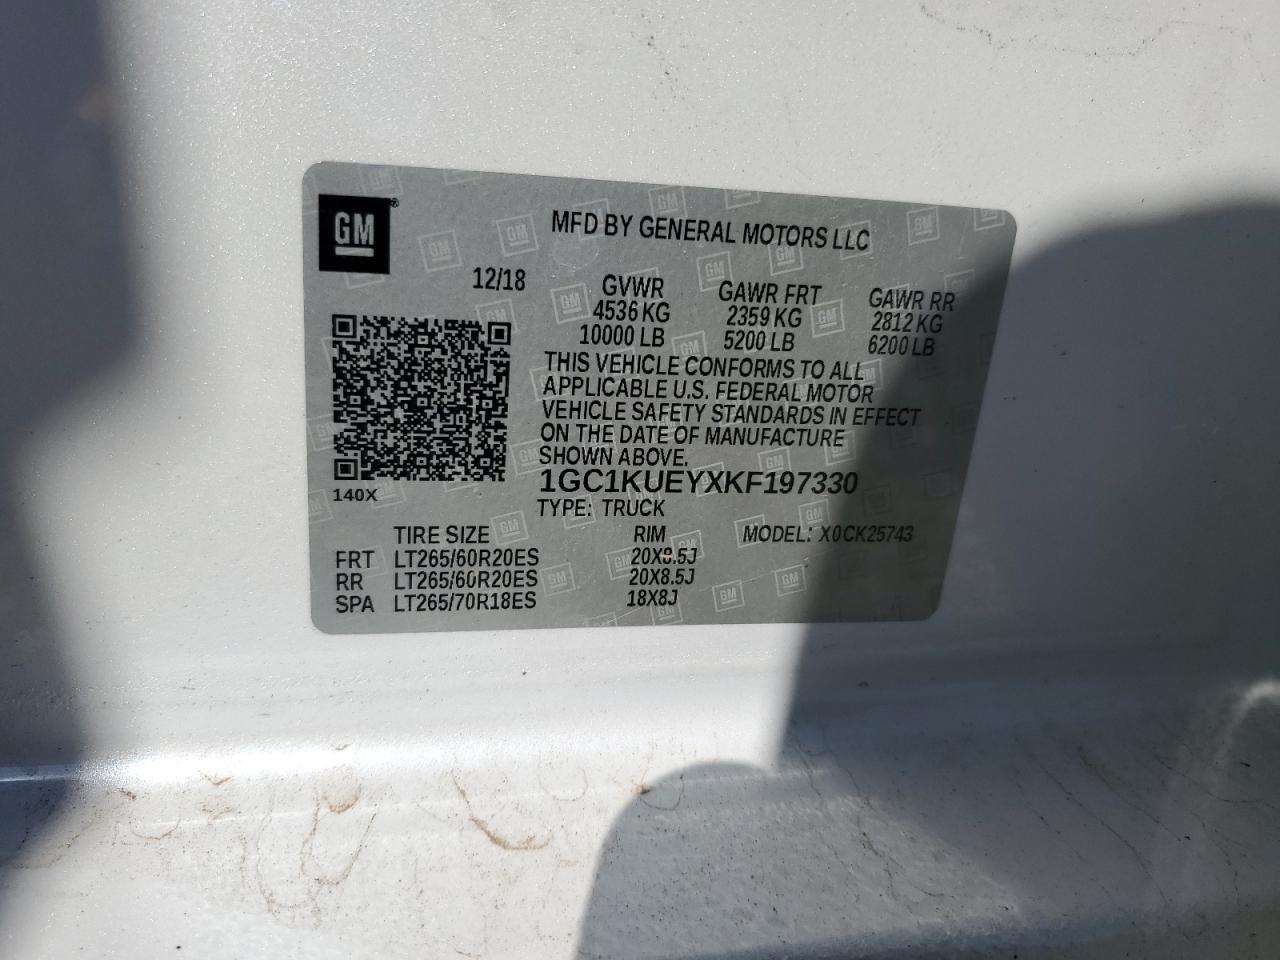 GM
MFD BY GENERAL MOTORS LLC
12/18 GVWR GAWR FRT GAWR RR
4536 KG 2359 KG 2812 KG
10000 LB 5200 LB 6200 LB
THIS VEHICLE CONFORMS TO ALL
APPLICABLE U.S. FEDERAL MOTOR
VEHICLE SAFETY STANDARDS IN EFFECT
ON THE DATE OF MANUFACTURE
SHOWN ABOVE.
140X
1GC1KUEYXKF197330
TYPE: TRUCK
TIRE SIZE RIM MODEL: X0CK25743
FRT LT265/60R20ES 20X8.5J
RR LT265/60R20ES 20X8.5J
SPA LT265/70R18ES 18X8J